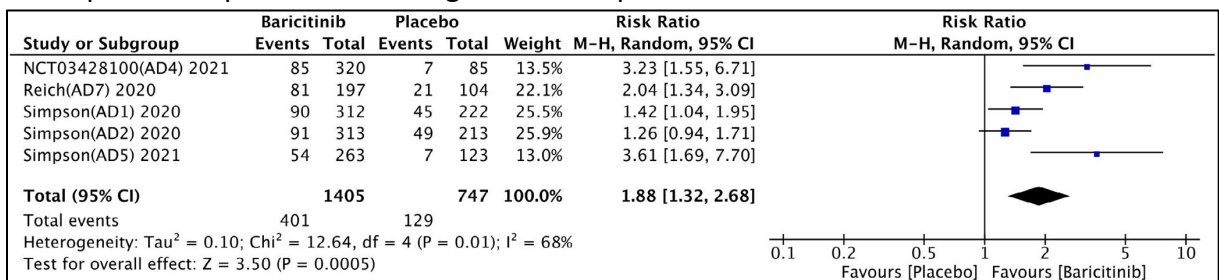 Baricitinib Placebo Risk Ratio Risk Ratio
Study or Subgroup Events Total Events Total Weight M-H, Random, 95% CI M-H, Random, 95% CI
NCT03428100(AD4) 2021 85 320 7 85 13.5% 3.23 [1.55, 6.71]
Reich(AD7) 2020 81 197 21 104 22.1% 2.04 [1.34, 3.09]
Simpson(AD1) 2020 90 312 45 222 25.5% 1.42 [1.04, 1.95]
Simpson(AD2) 2020 91 313 49 213 25.9% 1.26 [0.94, 1.71]
Simpson(AD5) 2021 54 263 7 123 13.0% 3.61 [1.69, 7.70]
Total (95% CI) 1405 747 100.0% 1.88 [1.32, 2.68]
Total events 401 129
Heterogeneity: Tau² = 0.10; Chi² = 12.64, df = 4 (P = 0.01); I² = 68%
Test for overall effect: Z = 3.50 (P = 0.0005)
0.1 0.2 0.5 1 2 5 10
Favours [Placebo] Favours [Baricitinib]